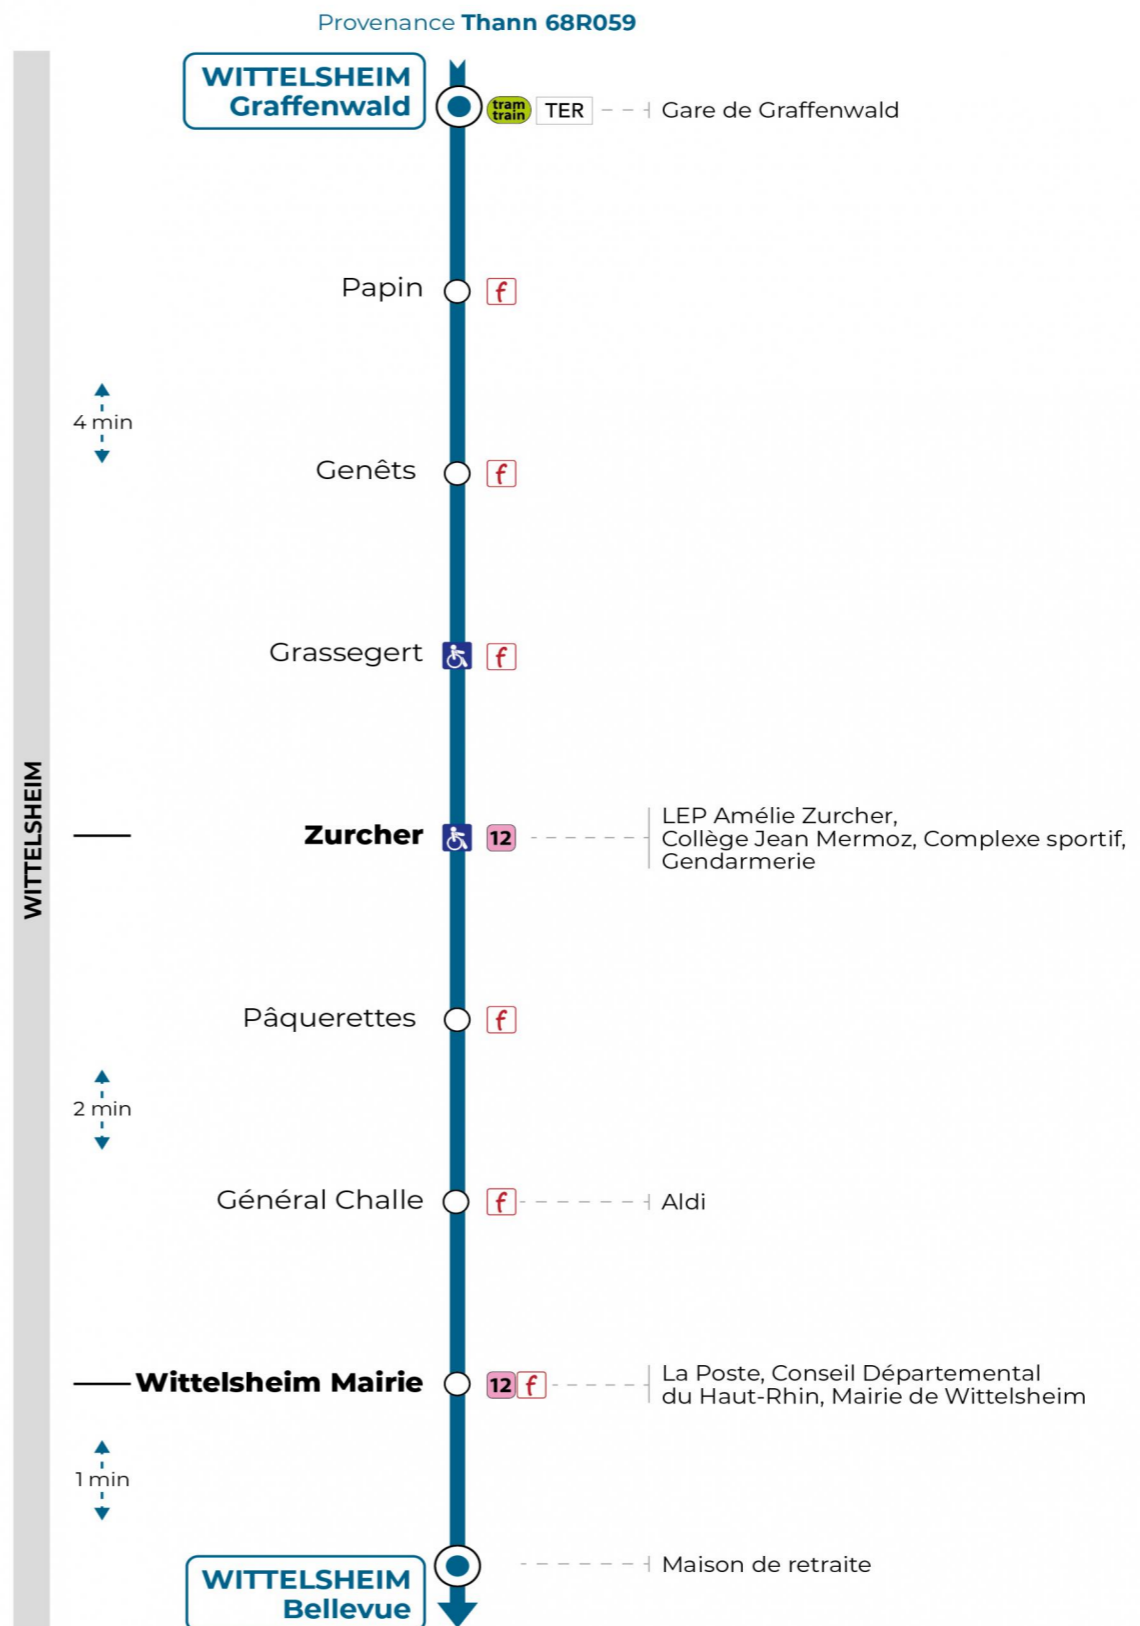 Provenance Thann 68R059
WITTELSHEIM
Graffenwald
tram
train
TER
Gare de Graffenwald
Papin
f
4 min
Genêts
f
Grassegert
f
WITTELSHEIM
Zurcher
12
LEP Amélie Zurcher,
Collège Jean Mermoz, Complexe sportif,
Gendarmerie
Pâquerettes
f
2 min
Général Challe
f
Aldi
Wittelsheim Mairie
12
f
La Poste, Conseil Départemental
du Haut-Rhin, Mairie de Wittelsheim
1 min
Maison de retraite
WITTELSHEIM
Bellevue